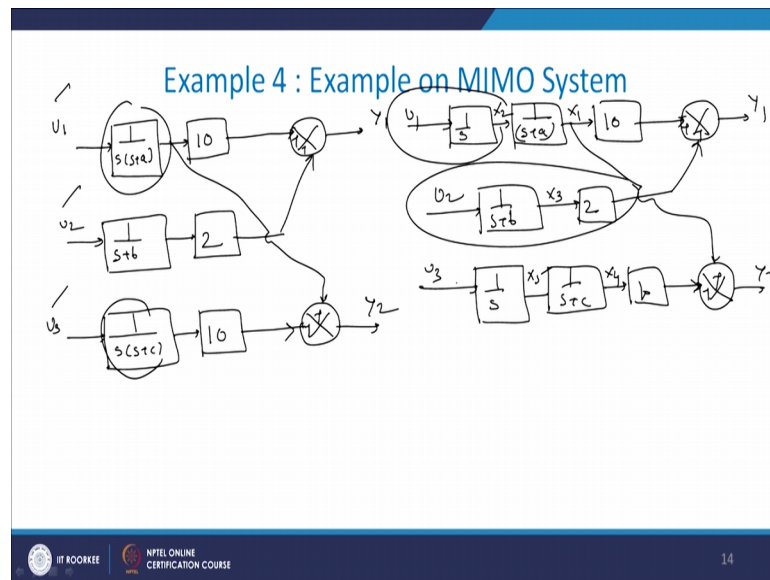 Example 4 : Example on MIMO System
U1
1
s(s+a)
10
Y1
U2
1
s+b
2
U3
1
s(s+c)
10
Y2
U1
1
s
x2
1
(s+a)
x1
10
Y1
U2
1
s+b
x3
2
U3
1
s
x5
1
s+c
x4
IIT ROORKEE
NPTEL ONLINE
CERTIFICATION COURSE
14